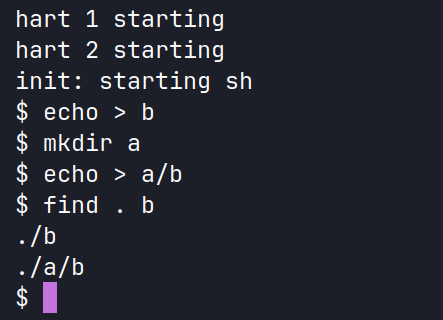 hart 1 starting
hart 2 starting
init: starting sh
$ echo > b
$ mkdir a
$ echo > a/b
$ find . b
./b
./a/b
$